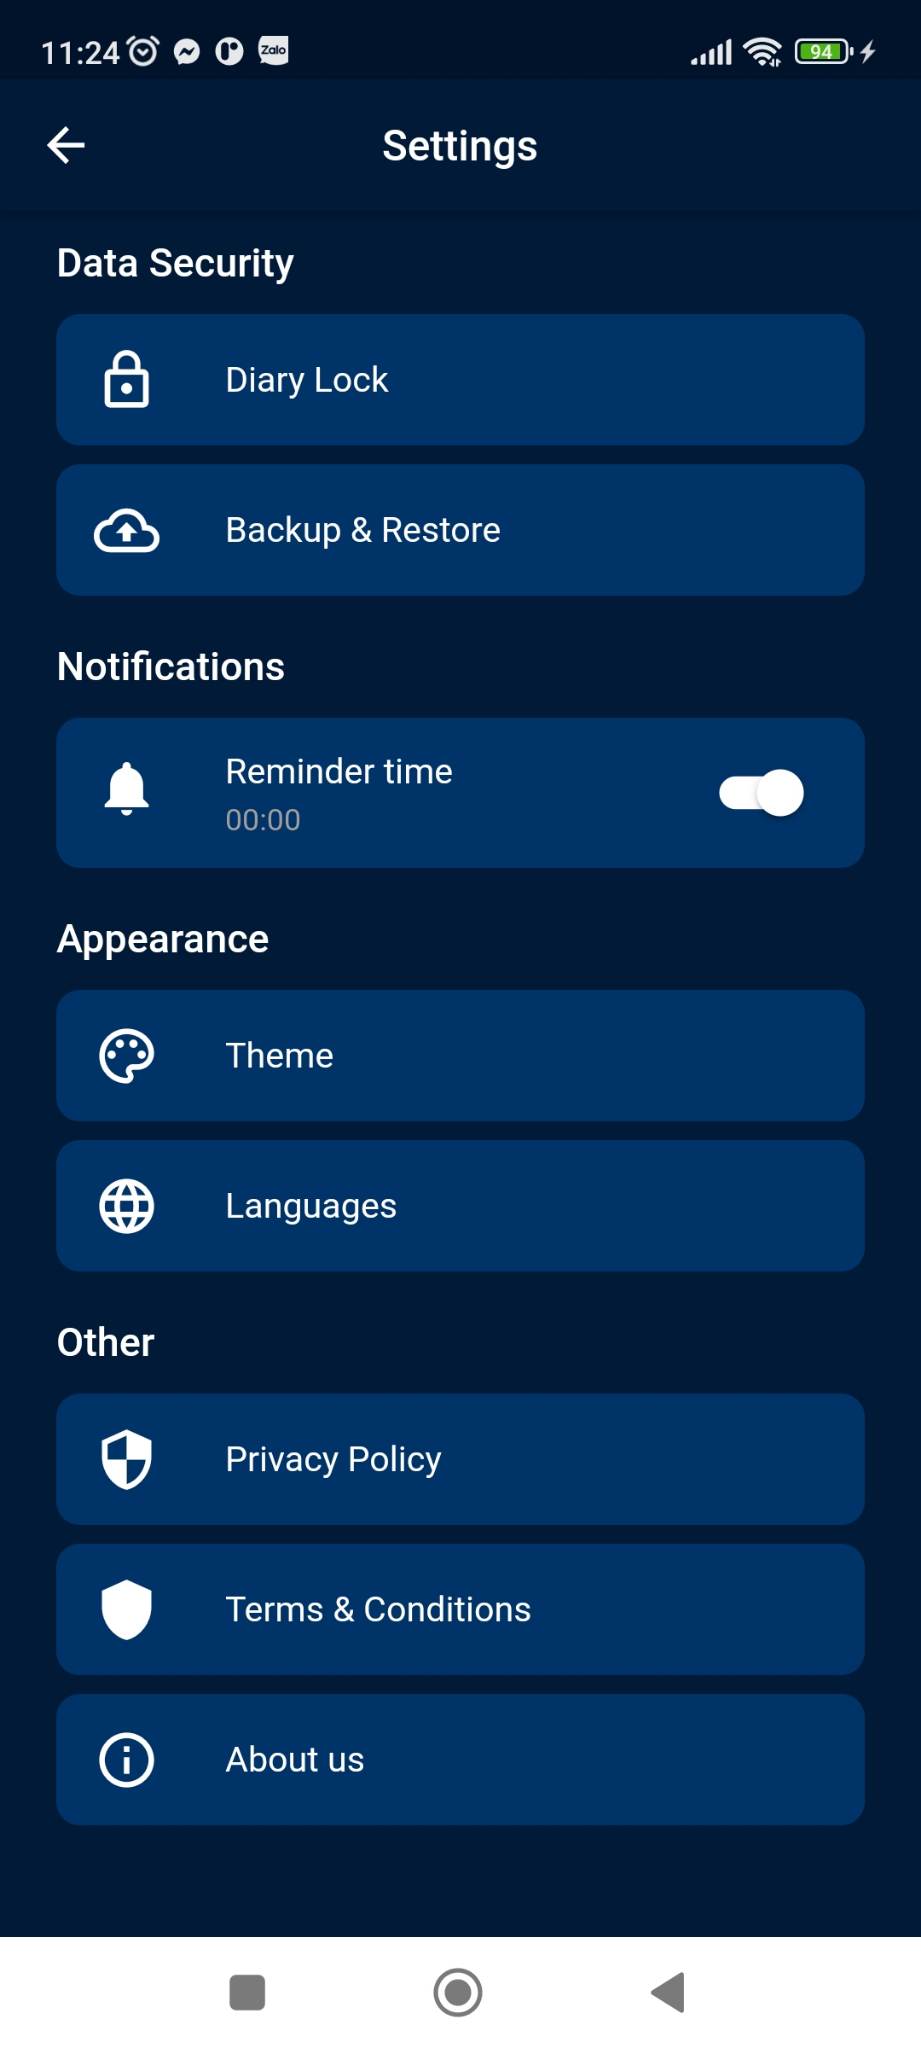 11:24 Zalo 94
Settings
Data Security
Diary Lock
Backup & Restore
Notifications
Reminder time
00:00
Appearance
Theme
Languages
Other
Privacy Policy
Terms & Conditions
About us